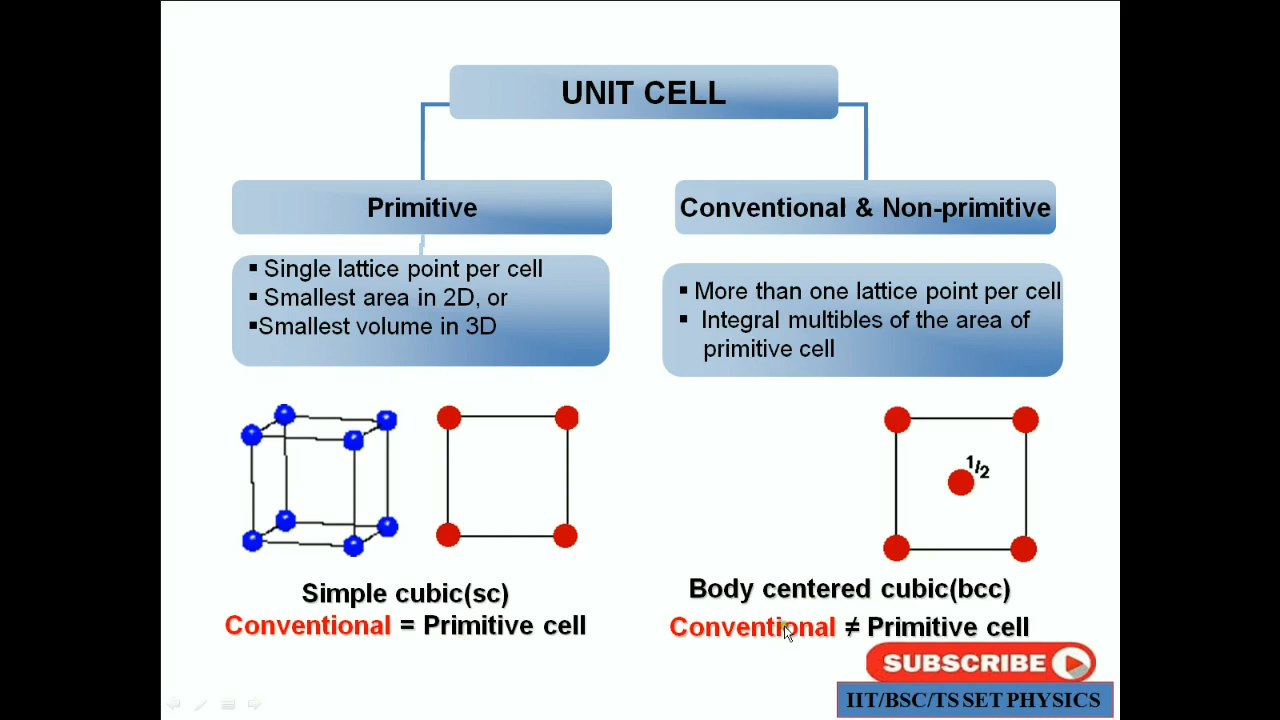 UNIT CELL
Primitive
▪ Single lattice point per cell
▪ Smallest area in 2D, or
▪Smallest volume in 3D
Conventional & Non-primitive
▪ More than one lattice point per cell
▪ Integral multibles of the area of
primitive cell
1/2
Simple cubic(sc)
Conventional = Primitive cell
Body centered cubic(bcc)
Conventional ≠ Primitive cell
SUBSCRIBE
IIT/BSC/TS SET PHYSICS